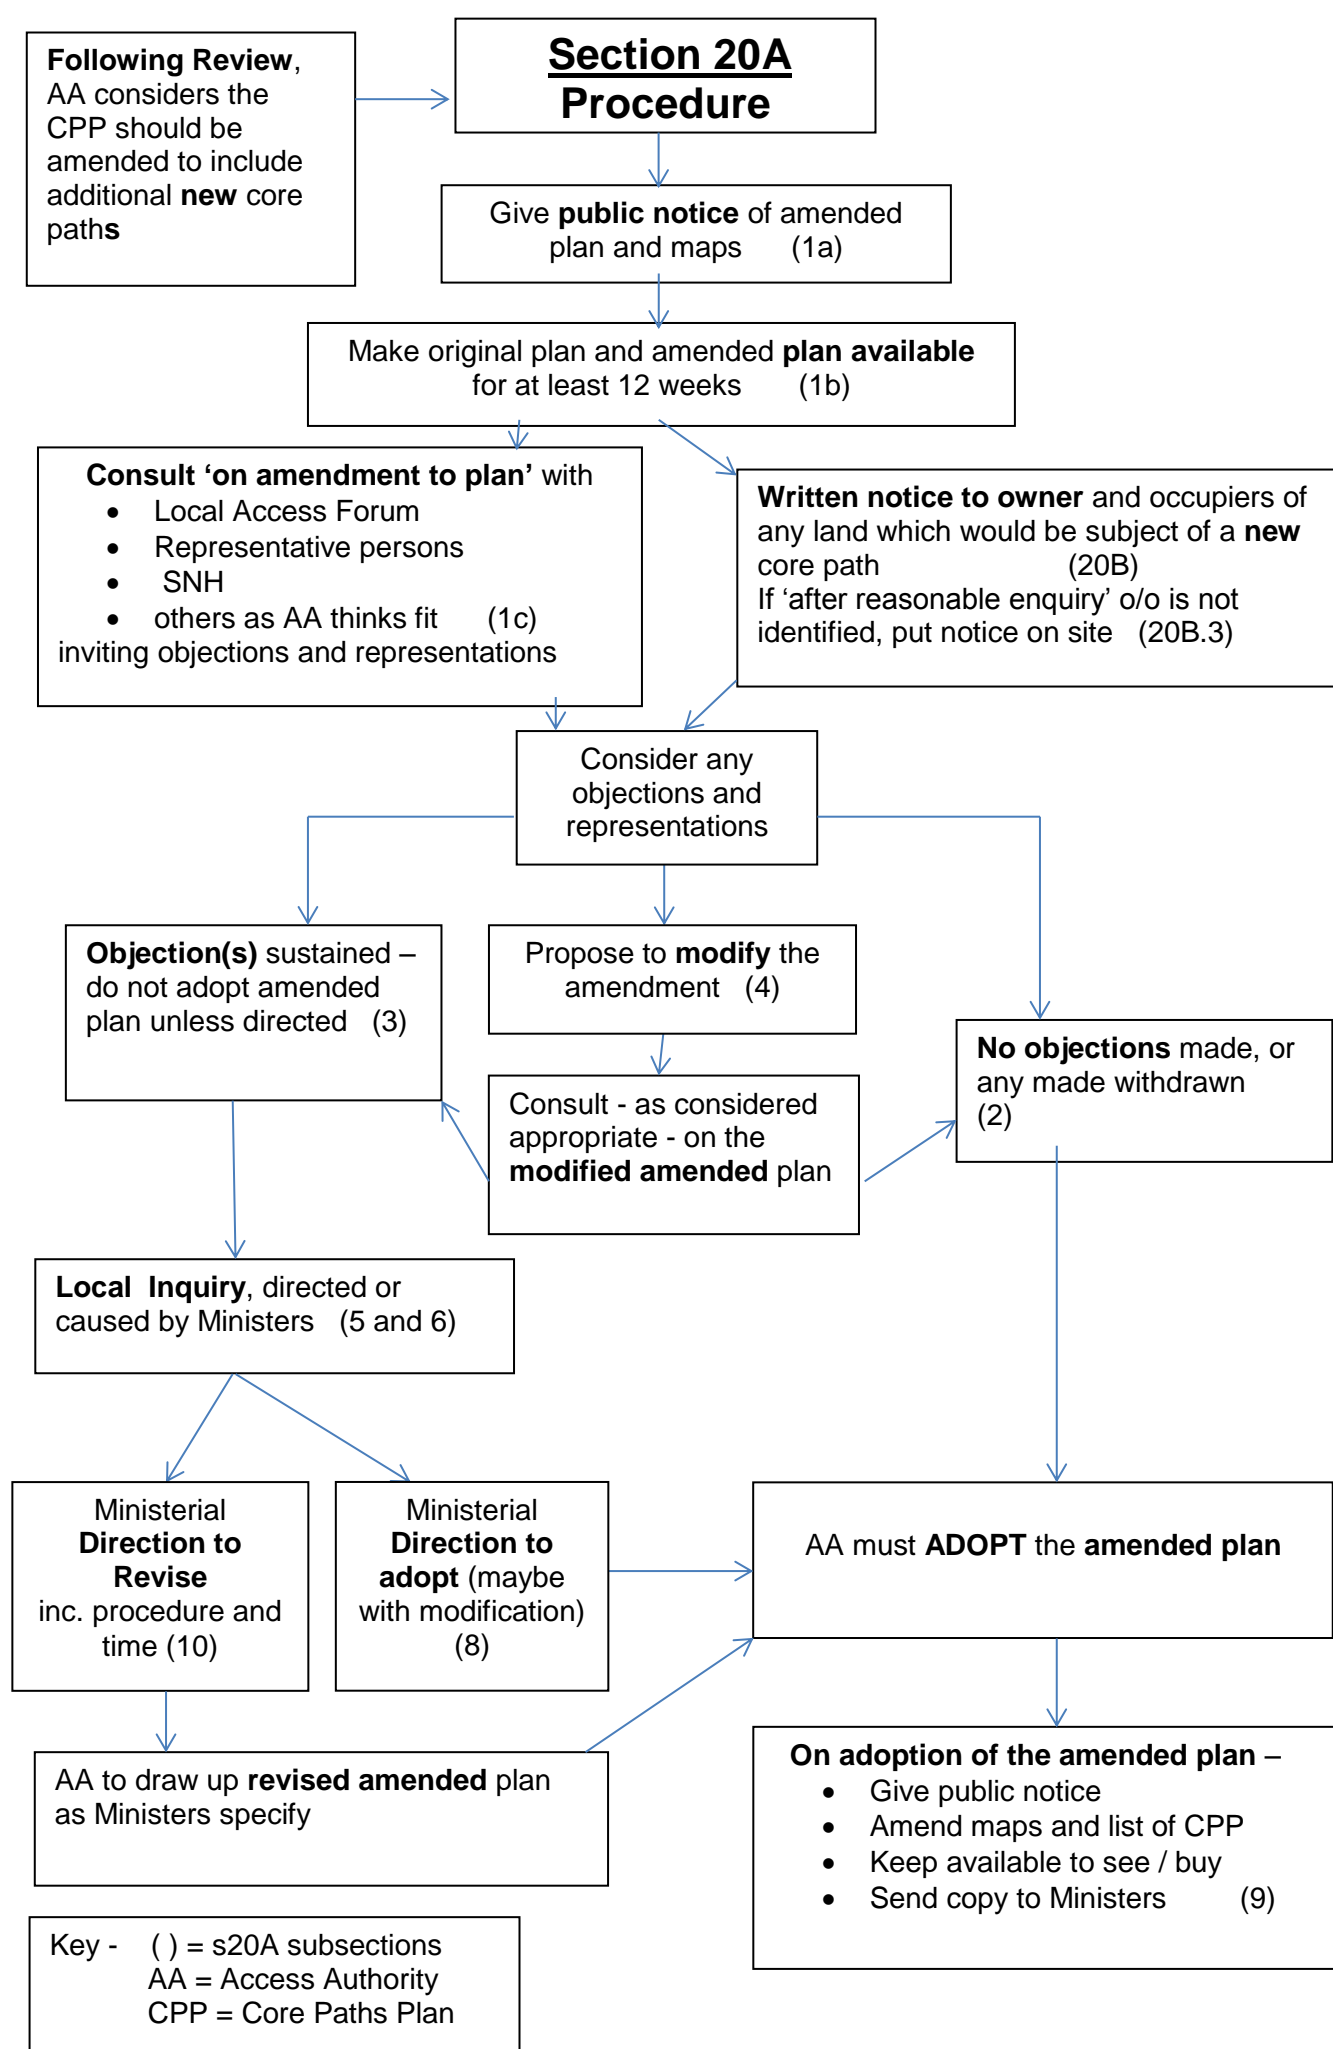 Following Review,
AA considers the
CPP should be
amended to include
additional new core
paths
Section 20A
Procedure
Give public notice of amended
plan and maps (1a)
Make original plan and amended plan available
for at least 12 weeks (1b)
Consult ‘on amendment to plan’ with
• Local Access Forum
• Representative persons
• SNH
• others as AA thinks fit (1c)
inviting objections and representations
Written notice to owner and occupiers of
any land which would be subject of a new
core path (20B)
If ‘after reasonable enquiry’ o/o is not
identified, put notice on site (20B.3)
Consider any
objections and
representations
Objection(s) sustained –
do not adopt amended
plan unless directed (3)
Propose to modify the
amendment (4)
No objections made, or
any made withdrawn
(2)
Consult - as considered
appropriate - on the
modified amended plan
Local Inquiry, directed or
caused by Ministers (5 and 6)
Ministerial
Direction to
Revise
inc. procedure and
time (10)
Ministerial
Direction to
adopt (maybe
with modification)
(8)
AA must ADOPT the amended plan
AA to draw up revised amended plan
as Ministers specify
On adoption of the amended plan –
• Give public notice
• Amend maps and list of CPP
• Keep available to see / buy
• Send copy to Ministers (9)
Key - ( ) = s20A subsections
AA = Access Authority
CPP = Core Paths Plan